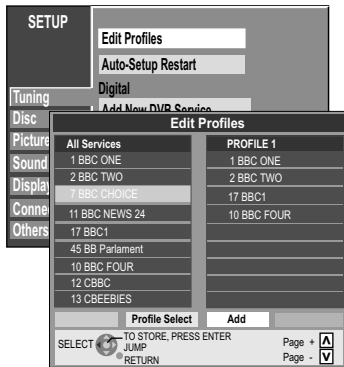 SETUP
Edit Profiles
Auto-Setup Restart
Tuning
Digital
Add New DVB Service
Disc
Picture
Sound
Display
Others
Edit Profiles
All Services
PROFILE 1
1 BBC ONE
1 BBC ONE
2 BBC TWO
2 BBC TWO
7 BBC CHOICE
17 BBC1
11 BBC NEWS 24
10 BBC FOUR
17 BBC1
45 BB Parlament
10 BBC FOUR
12 CBBC
13 CBEEBIES
Profile Select
Add
SELECT
TO STORE, PRESS ENTER
JUMP
RETURN
Page +
Page -